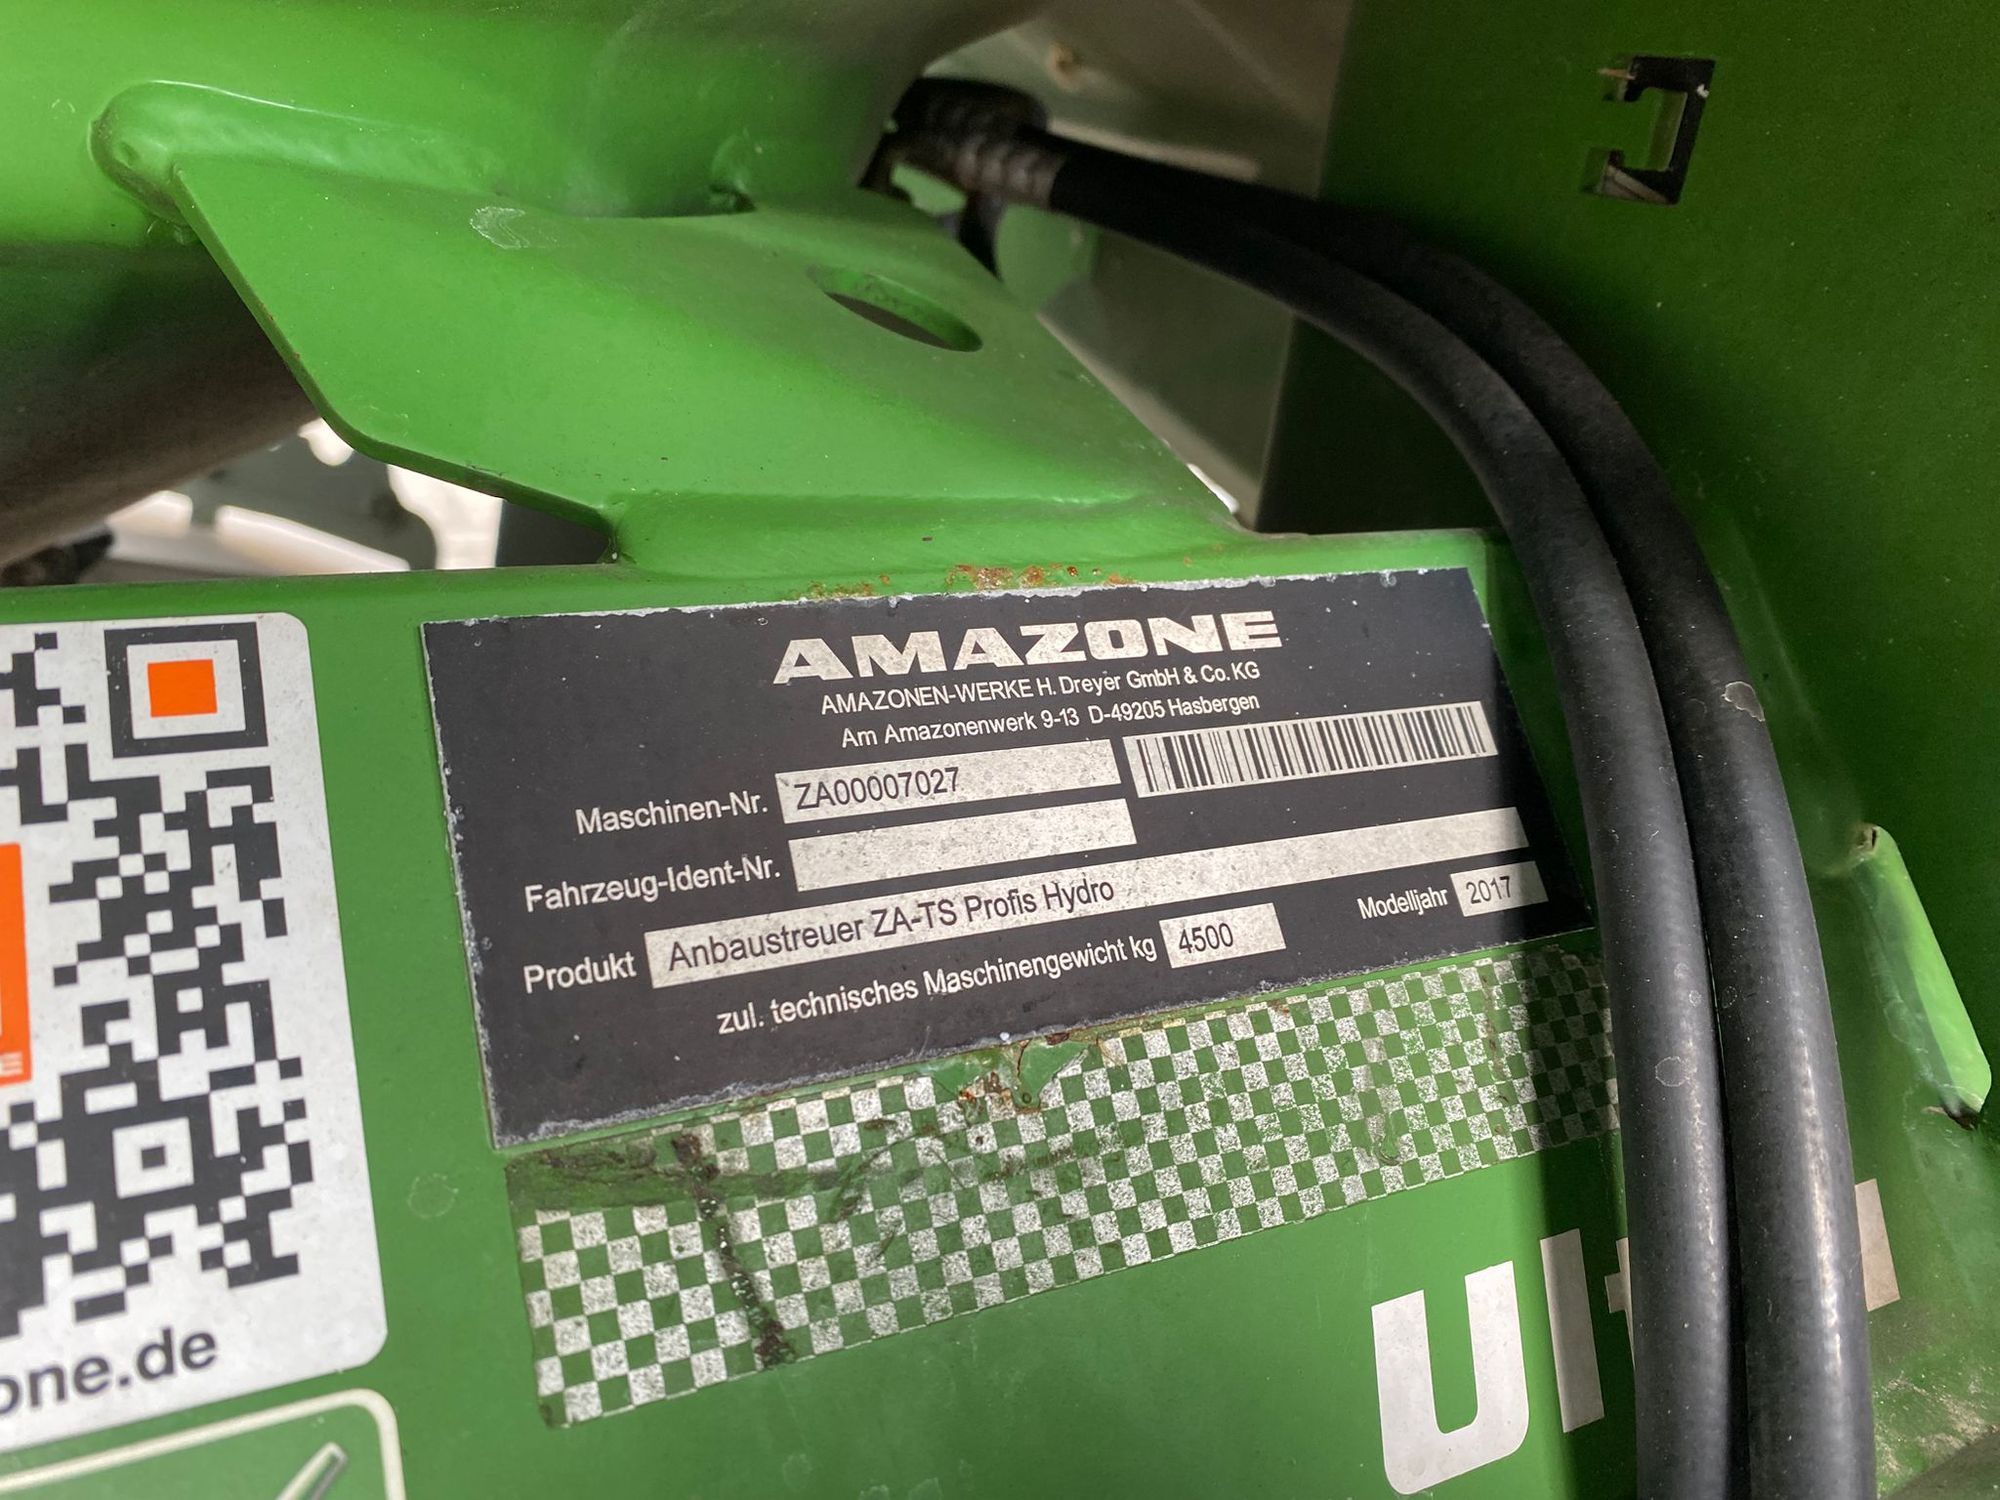 AMAZONE
AMAZONEN-WERKE H. Dreyer GmbH & Co. KG
Am Amazonenwerk 9-13 D-49205 Hasbergen
Maschinen-Nr. ZA00007027
Fahrzeug-Ident-Nr.
Produkt Anbaustreuer ZA-TS Profis Hydro
zul. technisches Maschinengewicht kg 4500 Modelljahr 2017
one.de